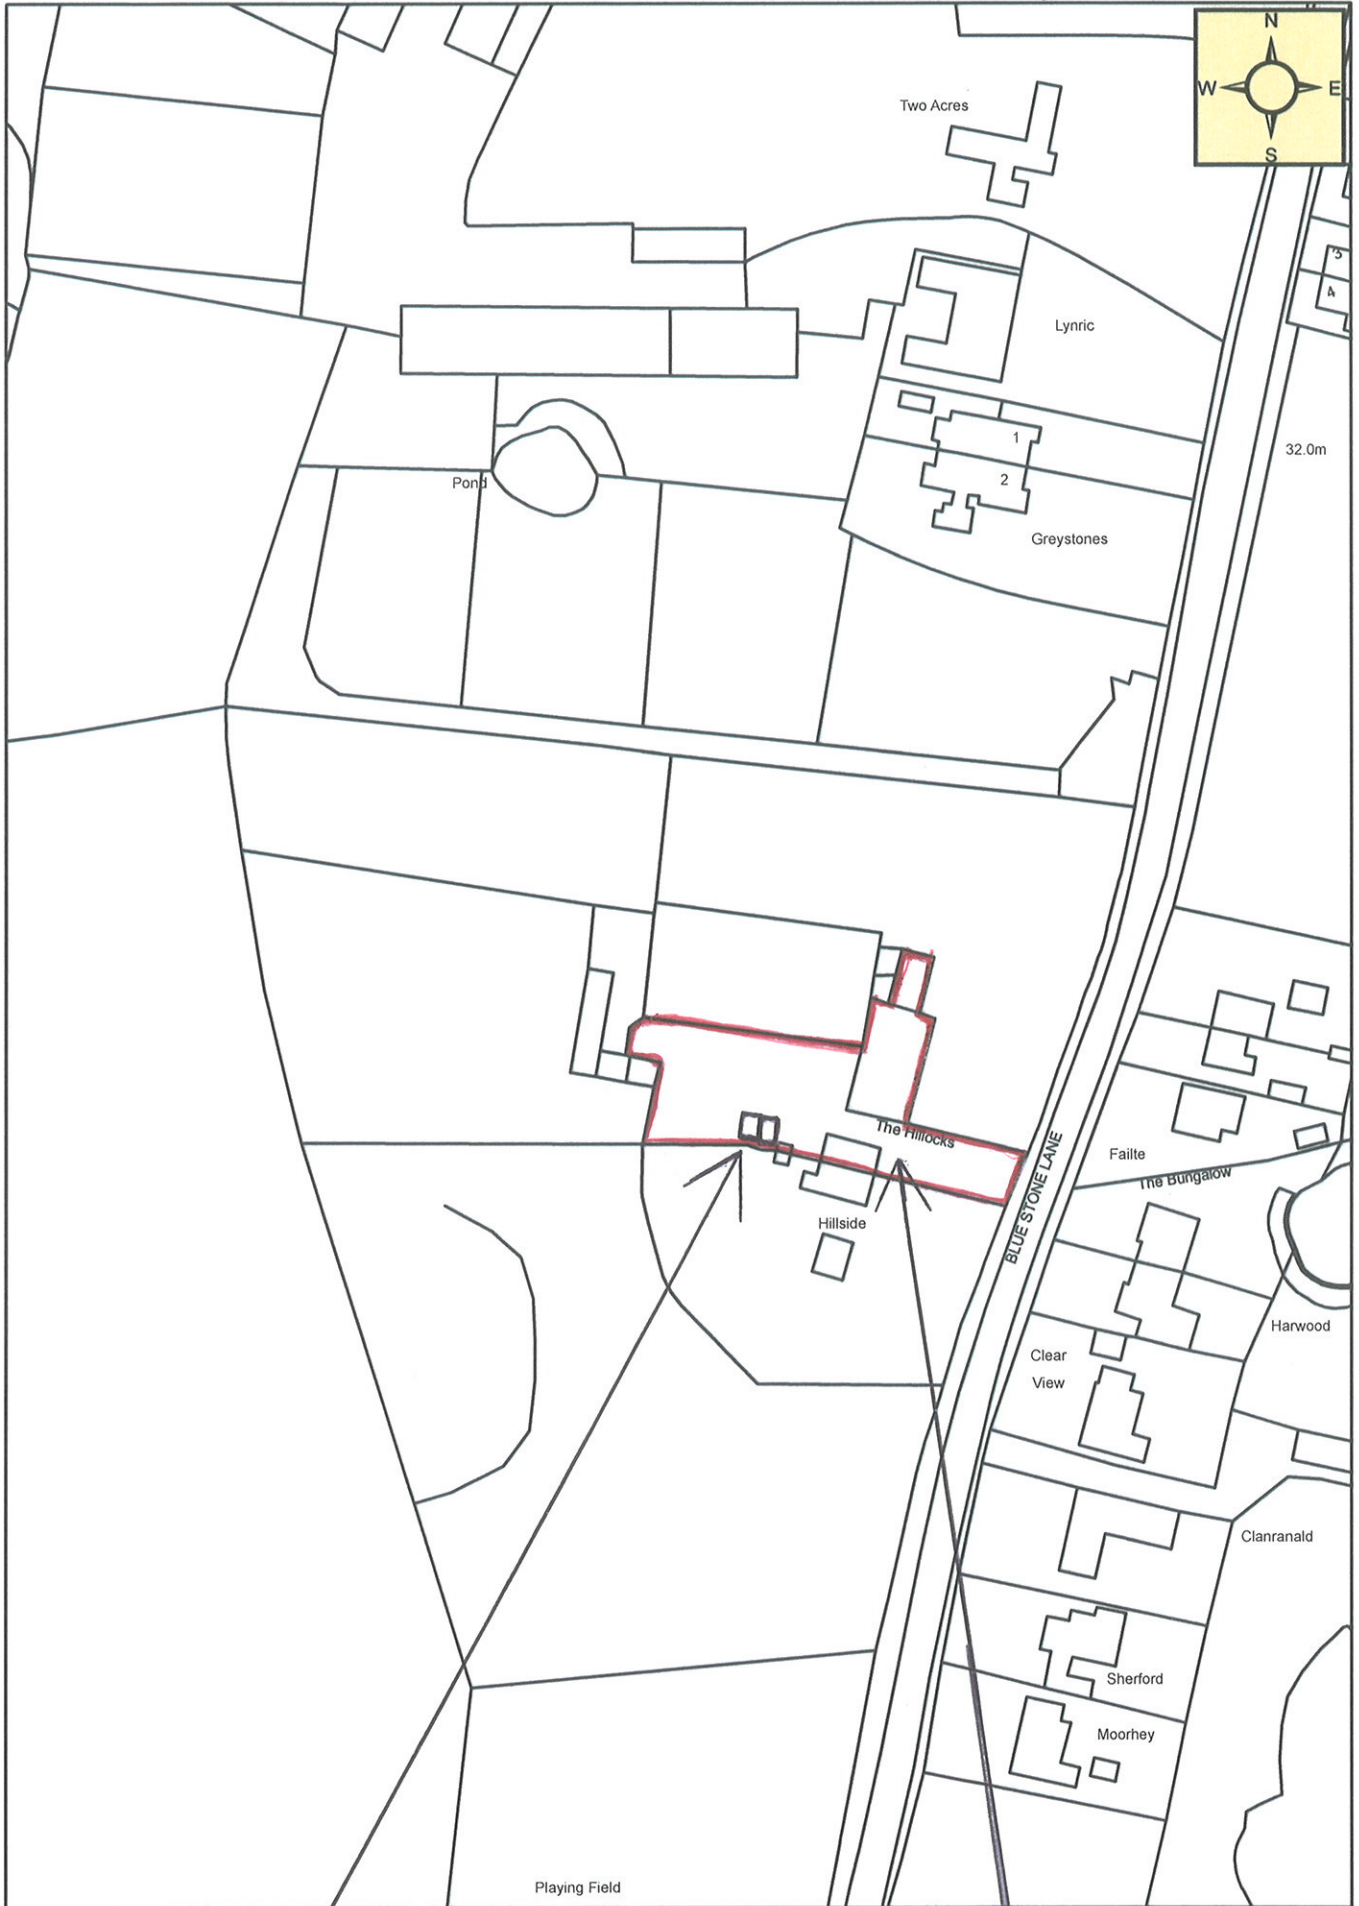 N
W E
S
Two Acres
3
4
Lynric
1
32.0m
2
Pond
Greystones
The Hillocks
BLUE STONE LANE
Failte
The Bungalow
Hillside
Harwood
Clear
View
Clanranald
Sherford
Moorhey
Playing Field